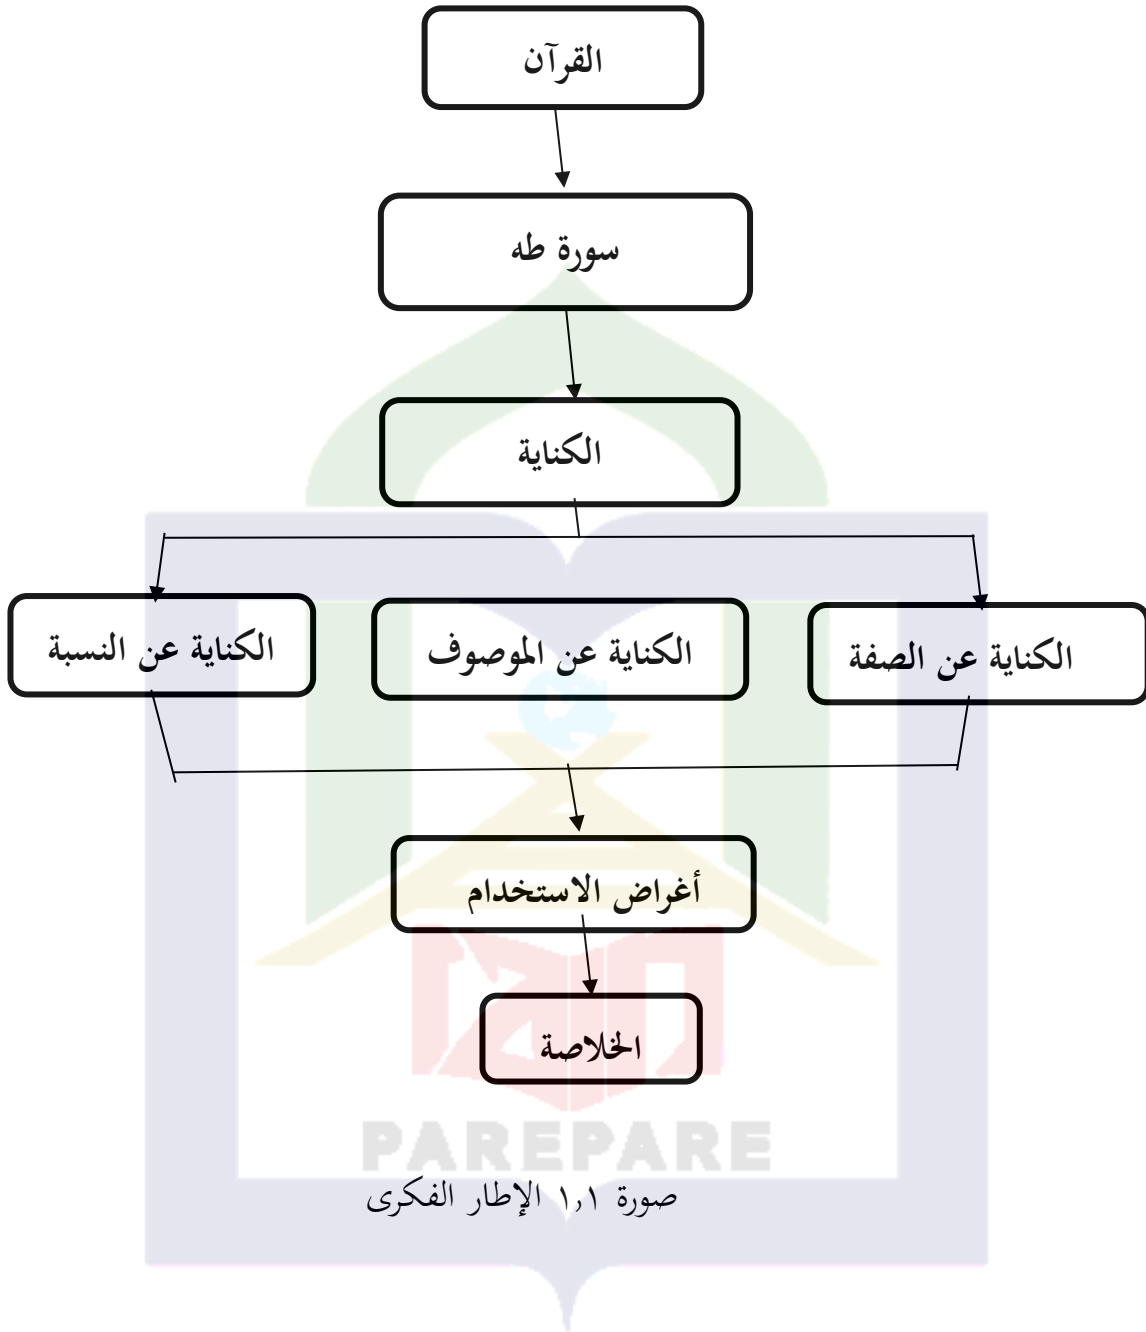 القرآن
سورة طه
الكناية
الكناية عن الصفة
الكناية عن الموصوف
الكناية عن النسبة
أغراض الاستخدام
الخلاصة
PAREPARE
صورة ١,١ الإطار الفكرى